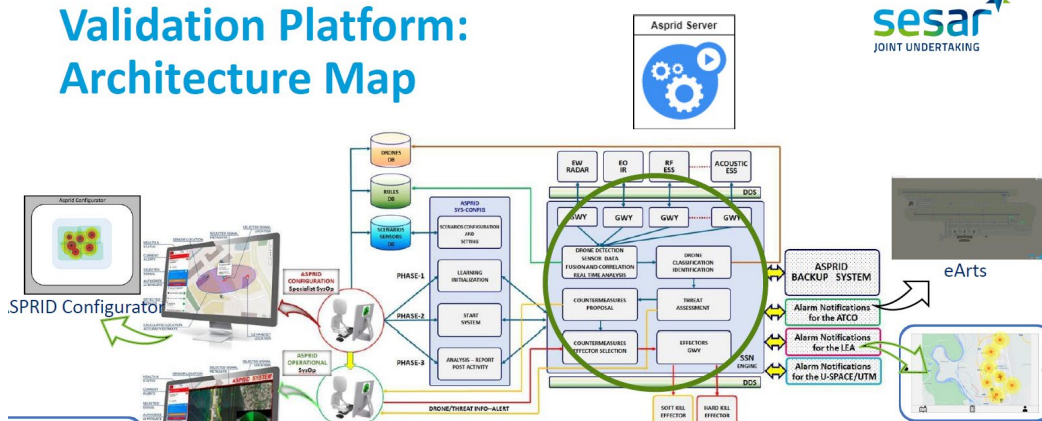 Validation Platform:
Architecture Map
Asprid Server
sesar
JOINT UNDERTAKING
DRONES
DB
RULES
DB
SCENARIOS
SENSORS
DB
EW
RADAR
EO
IR
RF
ESS
ACOUSTIC
ESS
DDS
GWY
GWY
GWY
GWY
ASPRID
SYS-CONFIG
SCENARIOS CONFIGURATION
AND
SETTING
LEARNING
INITIALIZATION
START
SYSTEM
ANALYSIS – REPORT
POST ACTIVITY
PHASE-1
PHASE-2
PHASE-3
DRONE DETECTION
SENSOR DATA
FUSION AND CORRELATION
REAL TIME ANALYSIS
DRONE
CLASSIFICATION
IDENTIFICATION
COUNTERMEASURES
PROPOSAL
THREAT
ASSESSMENT
COUNTERMEASURES
EFFECTOR SELECTION
EFFECTORS
GWY
SSN
ENGINE
DDS
SOFT KILL
EFFECTOR
HARD KILL
EFFECTOR
DRONE/THREAT INFO–ALERT
ASPRID
BACKUP SYSTEM
Alarm Notifications
for the ATCO
Alarm Notifications
for the LEA
Alarm Notifications
for the U-SPACE/UTM
eArts
Asprid Configurator
ASPRID Configurator
ASPRID
CONFIGURATION
Specialist SysOp
ASPRID
OPERATIONAL
SysOp
ASPRID SYSTEM